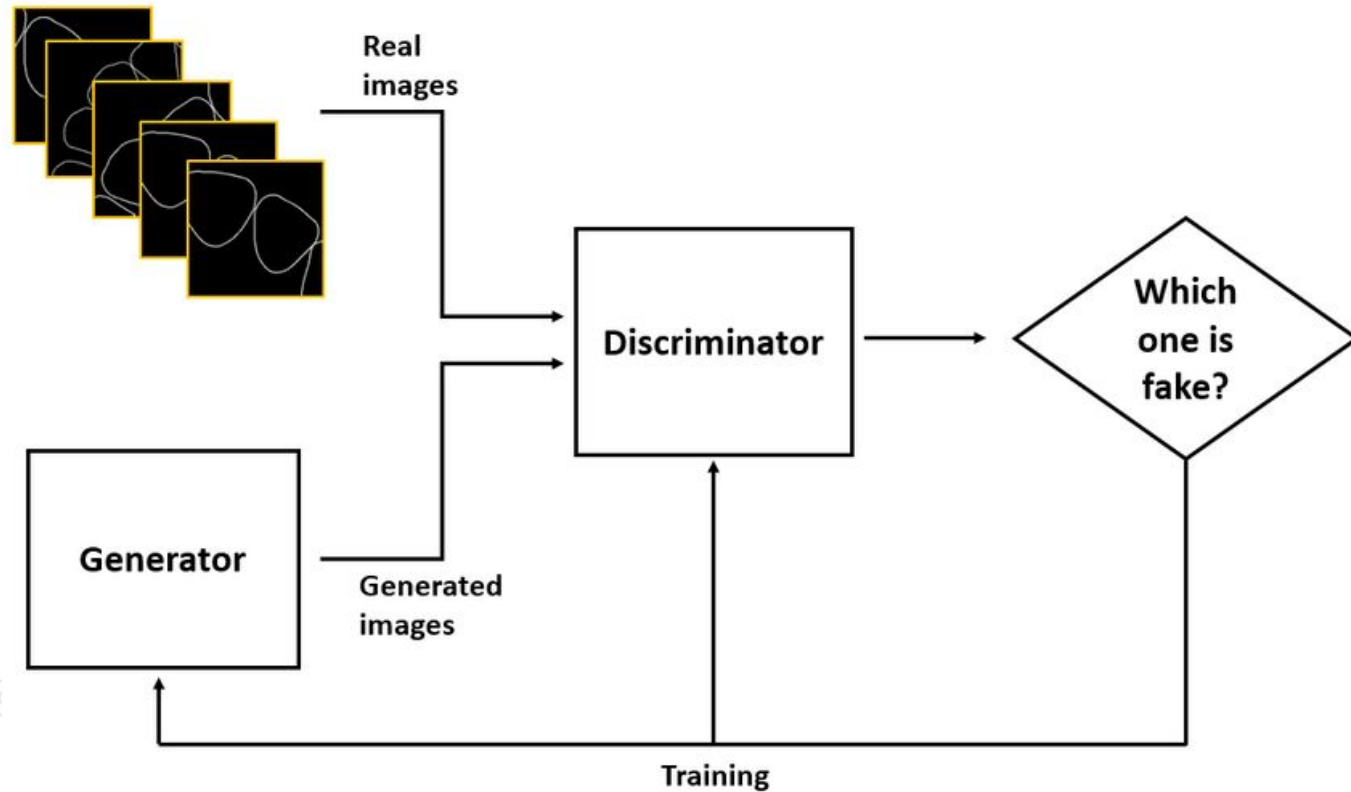 Real
images
Discriminator
Which
one is
fake?
Generator
Generated
images
Training